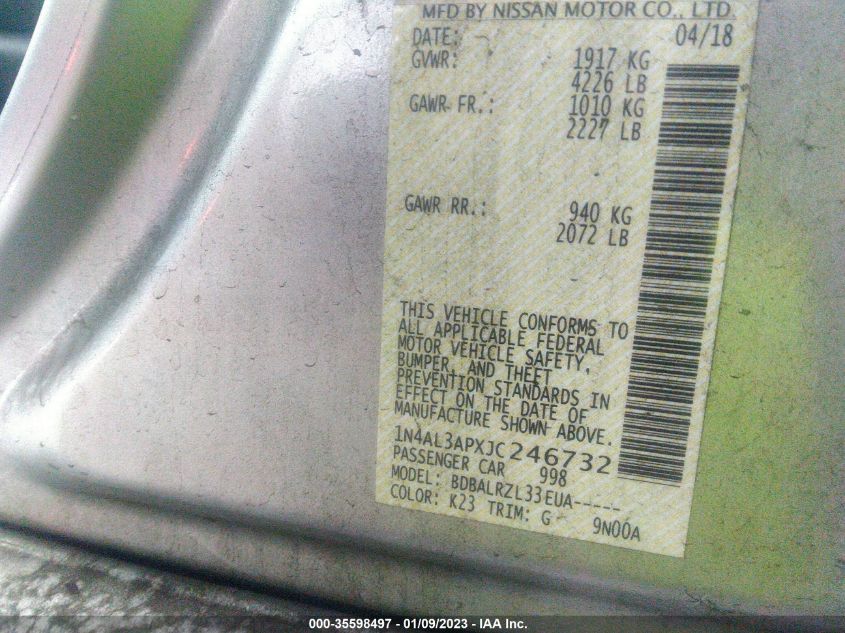 MFD BY NISSAN MOTOR CO., LTD.
DATE: 04/18
GVWR: 1917 KG
4226 LB
GAWR FR.: 1010 KG
2227 LB
GAWR RR.: 940 KG
2072 LB
THIS VEHICLE CONFORMS TO
ALL APPLICABLE FEDERAL
MOTOR VEHICLE SAFETY,
BUMPER, AND THEFT
PREVENTION STANDARDS IN
EFFECT ON THE DATE OF
MANUFACTURE SHOWN ABOVE.
1N4AL3APXJC246732
PASSENGER CAR 998
MODEL: BDBALRZL33EUA-----
COLOR: K23 TRIM: G 9N00A
000-35598497 - 01/09/2023 - IAA Inc.